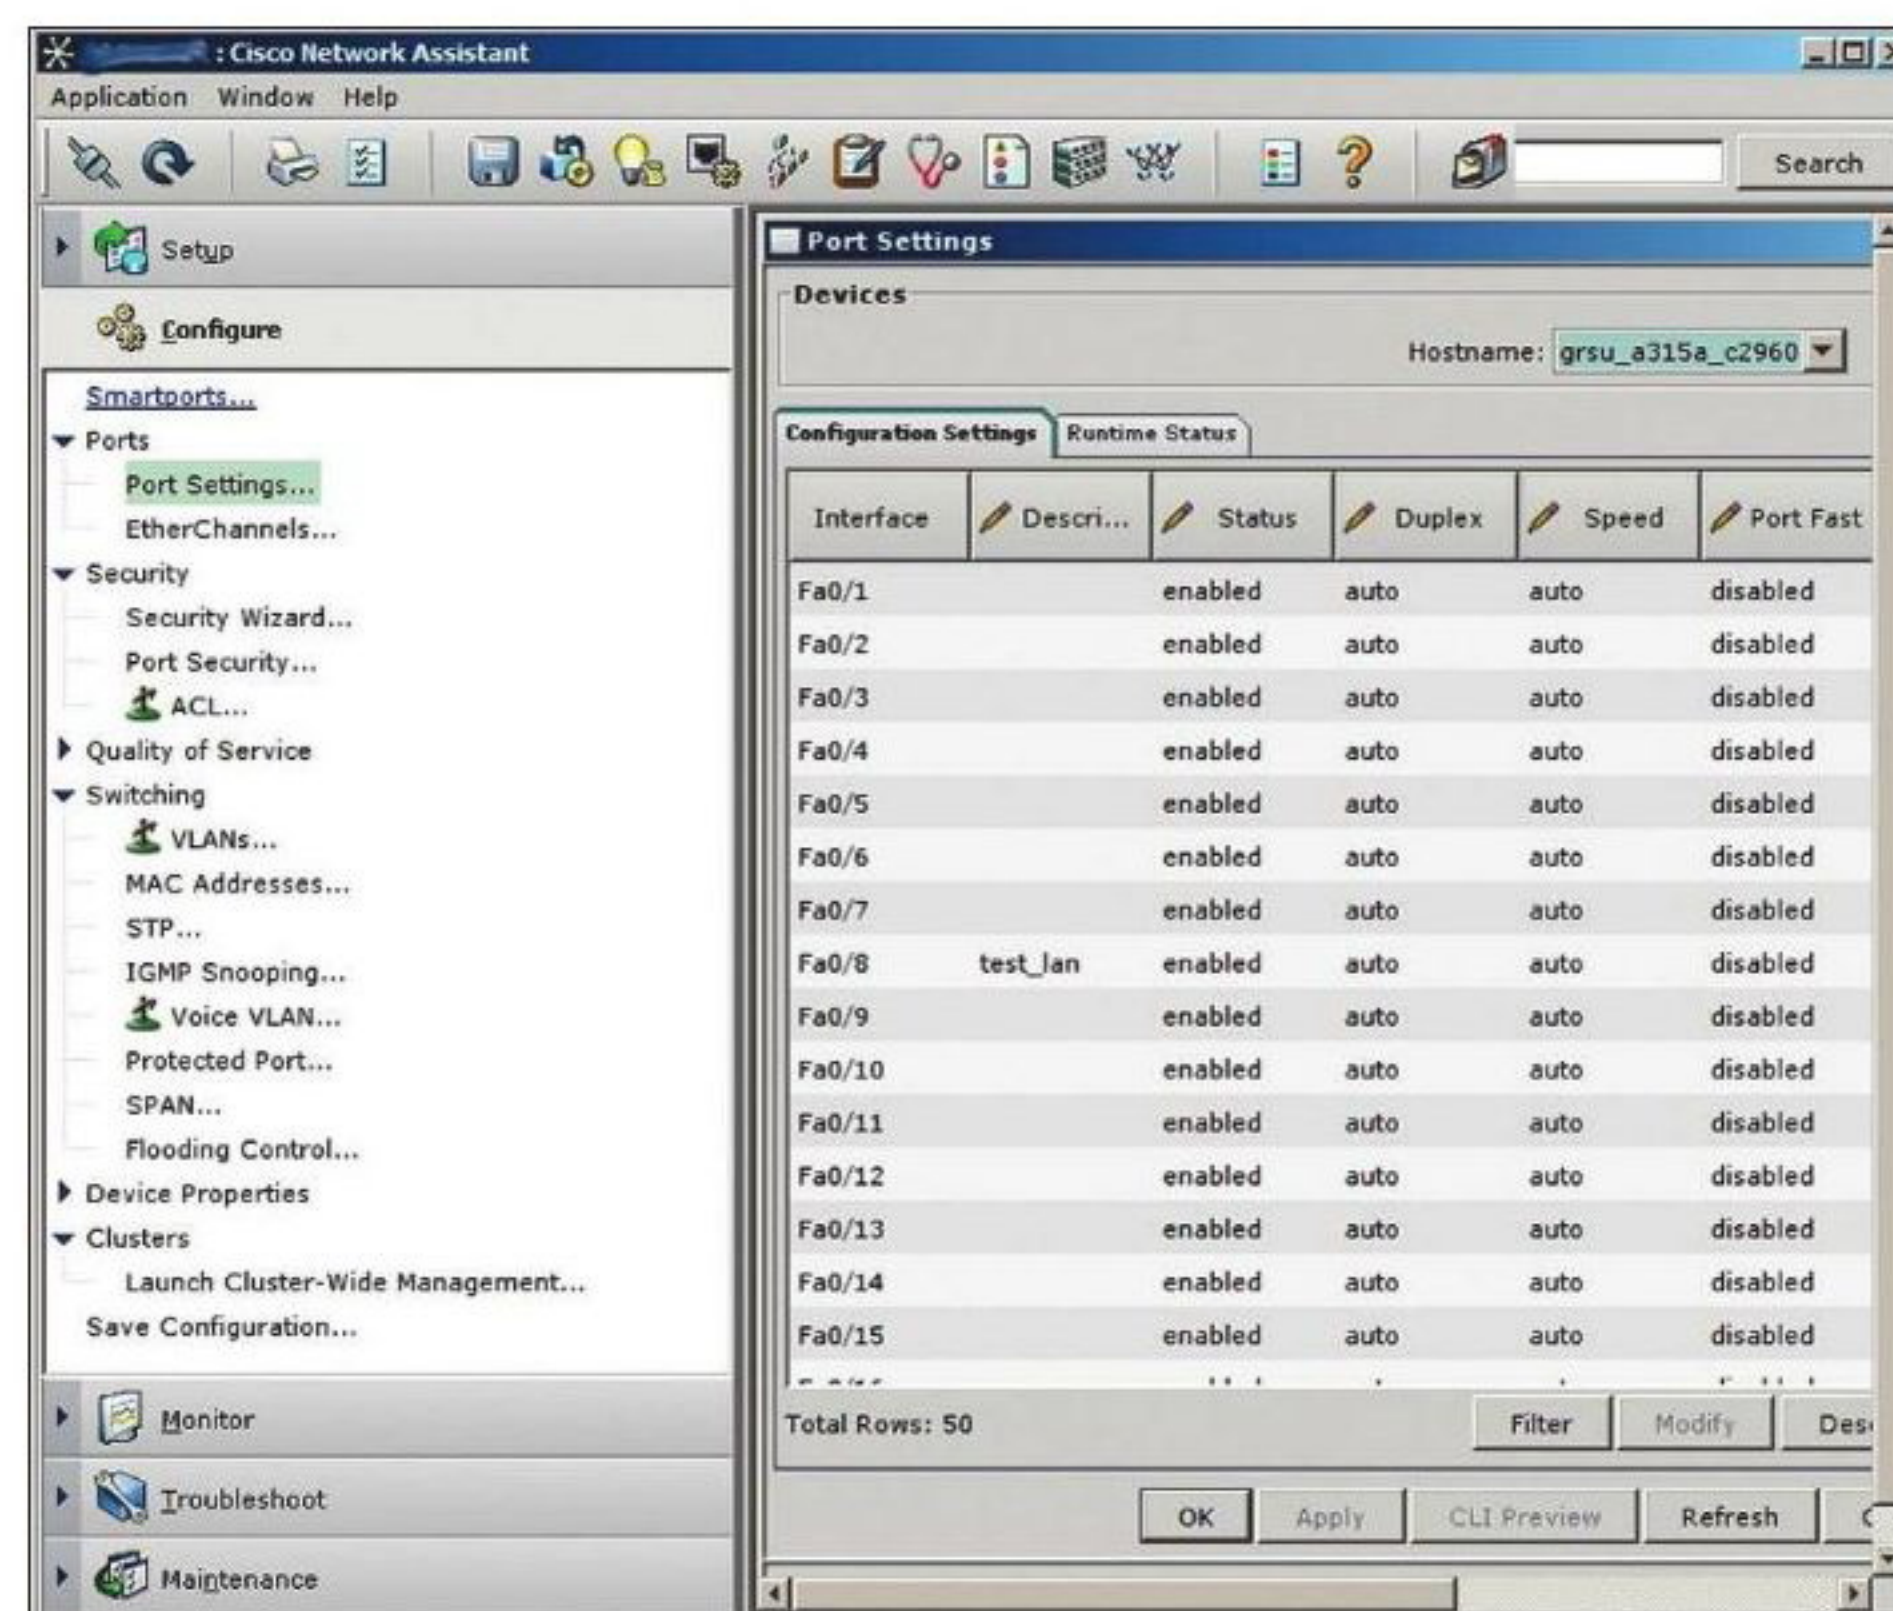 : Cisco Network Assistant
Application Window Help
Search
Setup
Configure
Smartports...
Ports
Port Settings...
EtherChannels...
Security
Security Wizard...
Port Security...
ACL...
Quality of Service
Switching
VLANs...
MAC Addresses...
STP...
IGMP Snooping...
Voice VLAN...
Protected Port...
SPAN...
Flooding Control...
Device Properties
Clusters
Launch Cluster-Wide Management...
Save Configuration...
Monitor
Troubleshoot
Maintenance
Port Settings
Devices
Hostname: grsu_a315a_c2960
Configuration Settings Runtime Status
Interface Descri... Status Duplex Speed Port Fast
Fa0/1 enabled auto auto disabled
Fa0/2 enabled auto auto disabled
Fa0/3 enabled auto auto disabled
Fa0/4 enabled auto auto disabled
Fa0/5 enabled auto auto disabled
Fa0/6 enabled auto auto disabled
Fa0/7 enabled auto auto disabled
Fa0/8 test_lan enabled auto auto disabled
Fa0/9 enabled auto auto disabled
Fa0/10 enabled auto auto disabled
Fa0/11 enabled auto auto disabled
Fa0/12 enabled auto auto disabled
Fa0/13 enabled auto auto disabled
Fa0/14 enabled auto auto disabled
Fa0/15 enabled auto auto disabled
Total Rows: 50 Filter Modify
OK Apply CLI Preview Refresh